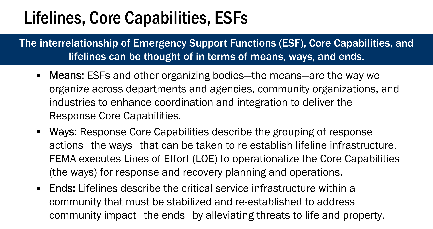 Lifelines, Core Capabilities, ESFs
The interrelationship of Emergency Support Functions (ESF), Core Capabilities, and
lifelines can be thought of in terms of means, ways, and ends.
▪ Means: ESFs and other organizing bodies—the means—are the way we
organize across departments and agencies, community organizations, and
industries to enhance coordination and integration to deliver the
Response Core Capabilities.
▪ Ways: Response Core Capabilities describe the grouping of response
actions–the ways–that can be taken to re-establish lifeline infrastructure.
FEMA executes Lines of Effort (LOE) to operationalize the Core Capabilities
(the ways) for response and recovery planning and operations.
▪ Ends: Lifelines describe the critical service infrastructure within a
community that must be stabilized and re-established to address
community impact–the ends–by alleviating threats to life and property.